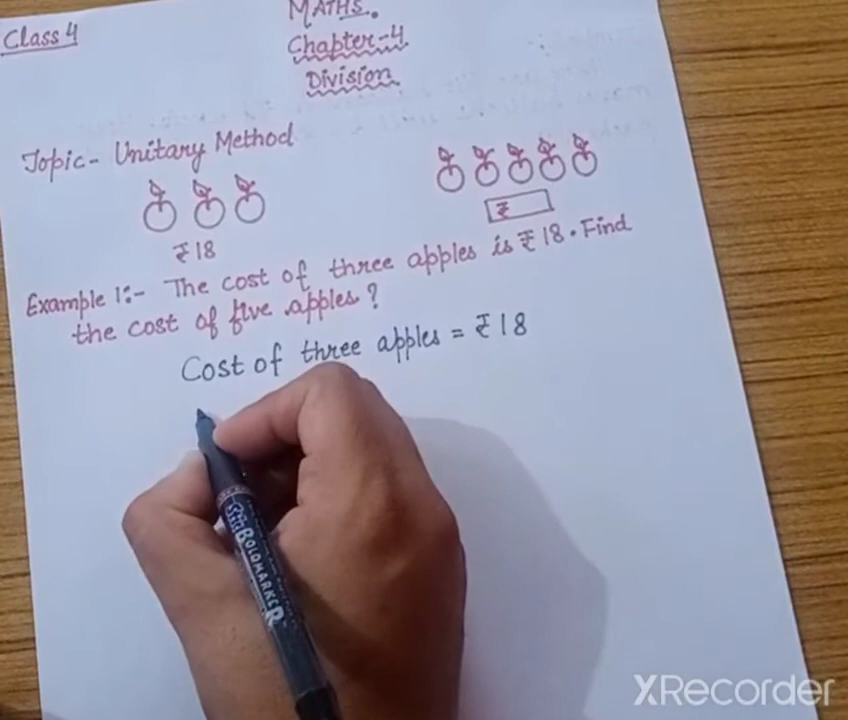 Class 4
MATHS.
Chapter-4
Division
Topic- Unitary Method
₹18
₹
Example 1:- The cost of three apples is ₹18. Find
the cost of five apples?
Cost of three apples = ₹18
BOLDMARKER
XRecorder